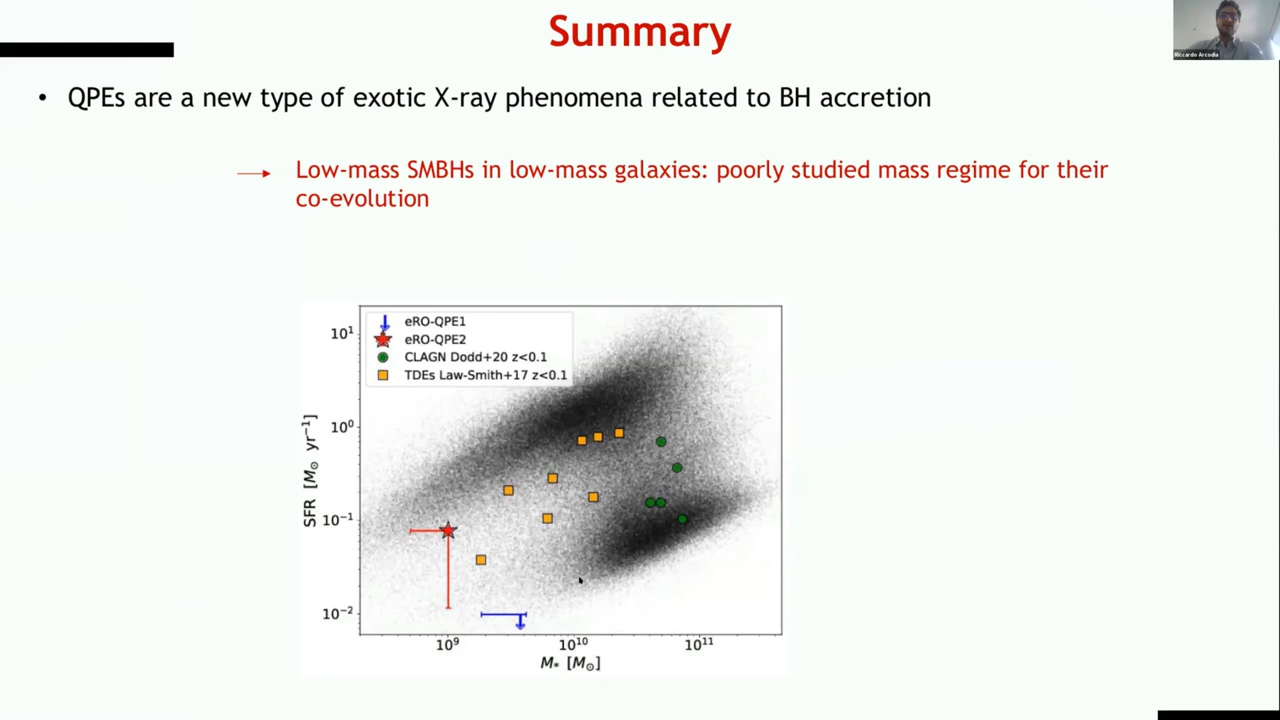 Summary
Riccardo Arcodia
• QPEs are a new type of exotic X-ray phenomena related to BH accretion
Low-mass SMBHs in low-mass galaxies: poorly studied mass regime for their
co-evolution
eRO-QPE1
eRO-QPE2
CLAGN Dodd+20 z<0.1
TDEs Law-Smith+17 z<0.1
10¹
10⁰
10⁻¹
10⁻²
SFR [M⊙ yr⁻¹]
10⁹
10¹⁰
10¹¹
M* [M⊙]